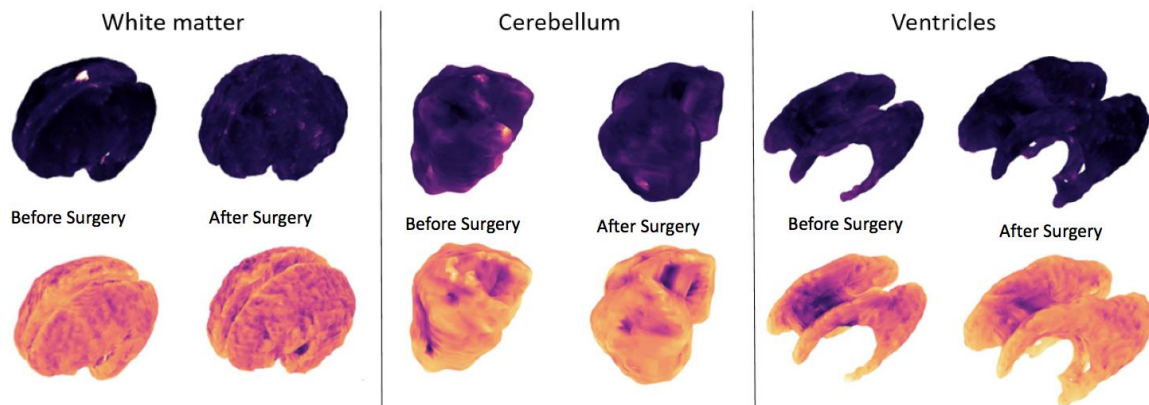 White matter
Cerebellum
Ventricles
Before Surgery
After Surgery
Before Surgery
After Surgery
Before Surgery
After Surgery